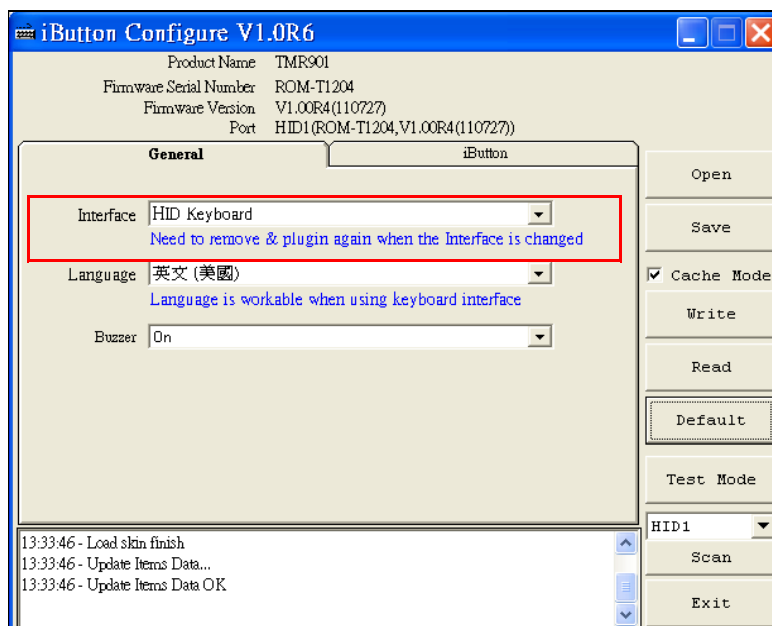 iButton Configure V1.0R6
Product Name TMR901
Firmware Serial Number ROM-T1204
Firmware Version V1.00R4(110727)
Port HID1(ROM-T1204,V1.00R4(110727))
General iButton
Interface HID Keyboard
Need to remove & plugin again when the Interface is changed
Language 英文 (美國)
Language is workable when using keyboard interface
Buzzer On
Open
Save
Cache Mode
Write
Read
Default
Test Mode
HID1
Scan
Exit
13:33:46 - Load skin finish
13:33:46 - Update Items Data...
13:33:46 - Update Items Data OK